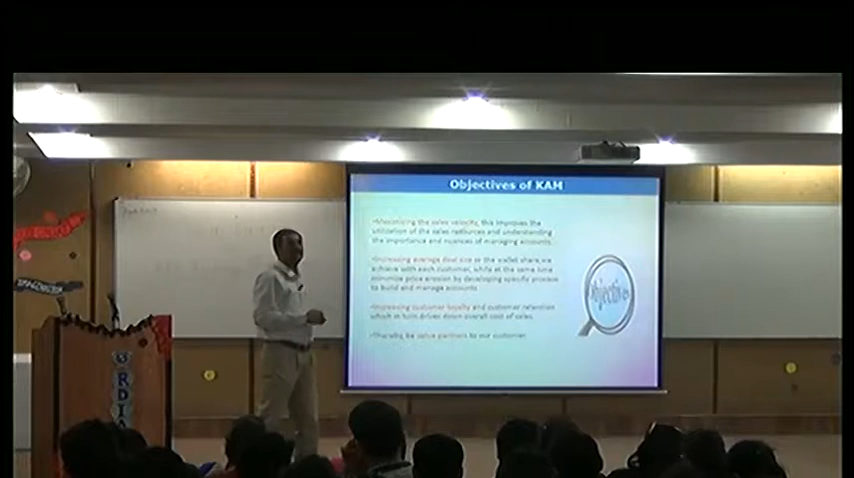 Objectives of KAM
•Maximizing the sales velocity, this improves the
utilization of the sales resources and understanding
the importance and nuances of managing accounts.
•Increasing average deal size or the wallet share we
achieve with each customer, while at the same time
minimize price erosion by developing specific process
to build and manage accounts
•Increasing customer loyalty and customer retention
which in turn drives down overall cost of sales.
•Thereby be value partners to our customer
Objectives
IMAGINATION
RDIA